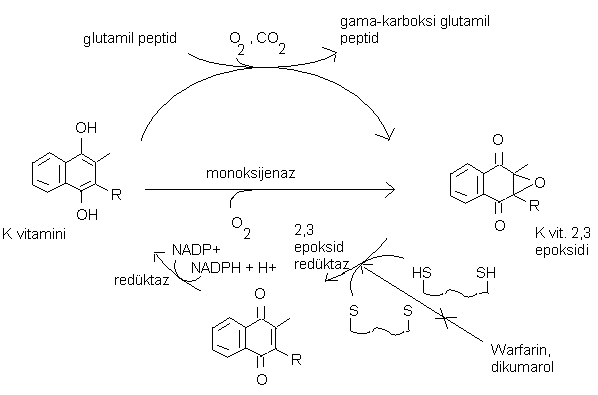 glutamil peptid
O2 , CO2
gama-karboksi glutamil
peptid
OH
R
OH
K vitamini
monoksijenaz
O2
O
O
R
O
K vit. 2,3
epoksidi
NADP+
NADPH + H+
redüktaz
2,3
epoksid
redüktaz
HS
SH
S
S
O
R
O
Warfarin,
dikumarol